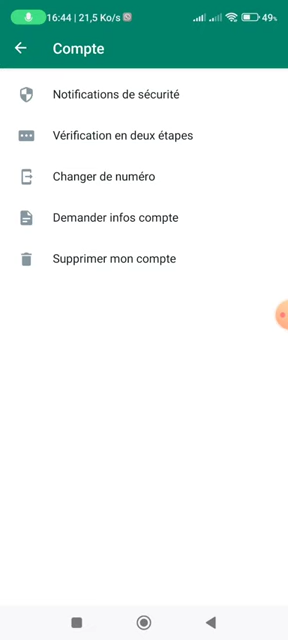 16:44 | 21,5 Ko/s
49%
Compte
Notifications de sécurité
Vérification en deux étapes
Changer de numéro
Demander infos compte
Supprimer mon compte